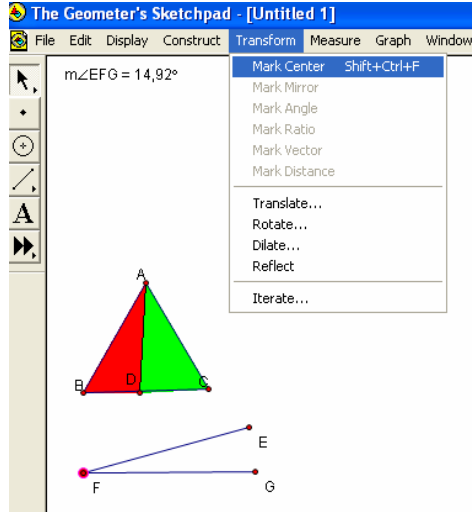 The Geometer's Sketchpad - [Untitled 1]
File Edit Display Construct Transform Measure Graph Window
m∠EFG = 14,92°
Mark Center Shift+Ctrl+F
Mark Mirror
Mark Angle
Mark Ratio
Mark Vector
Mark Distance
Translate...
Rotate...
Dilate...
Reflect
Iterate...
A
A
B D C
E
F G